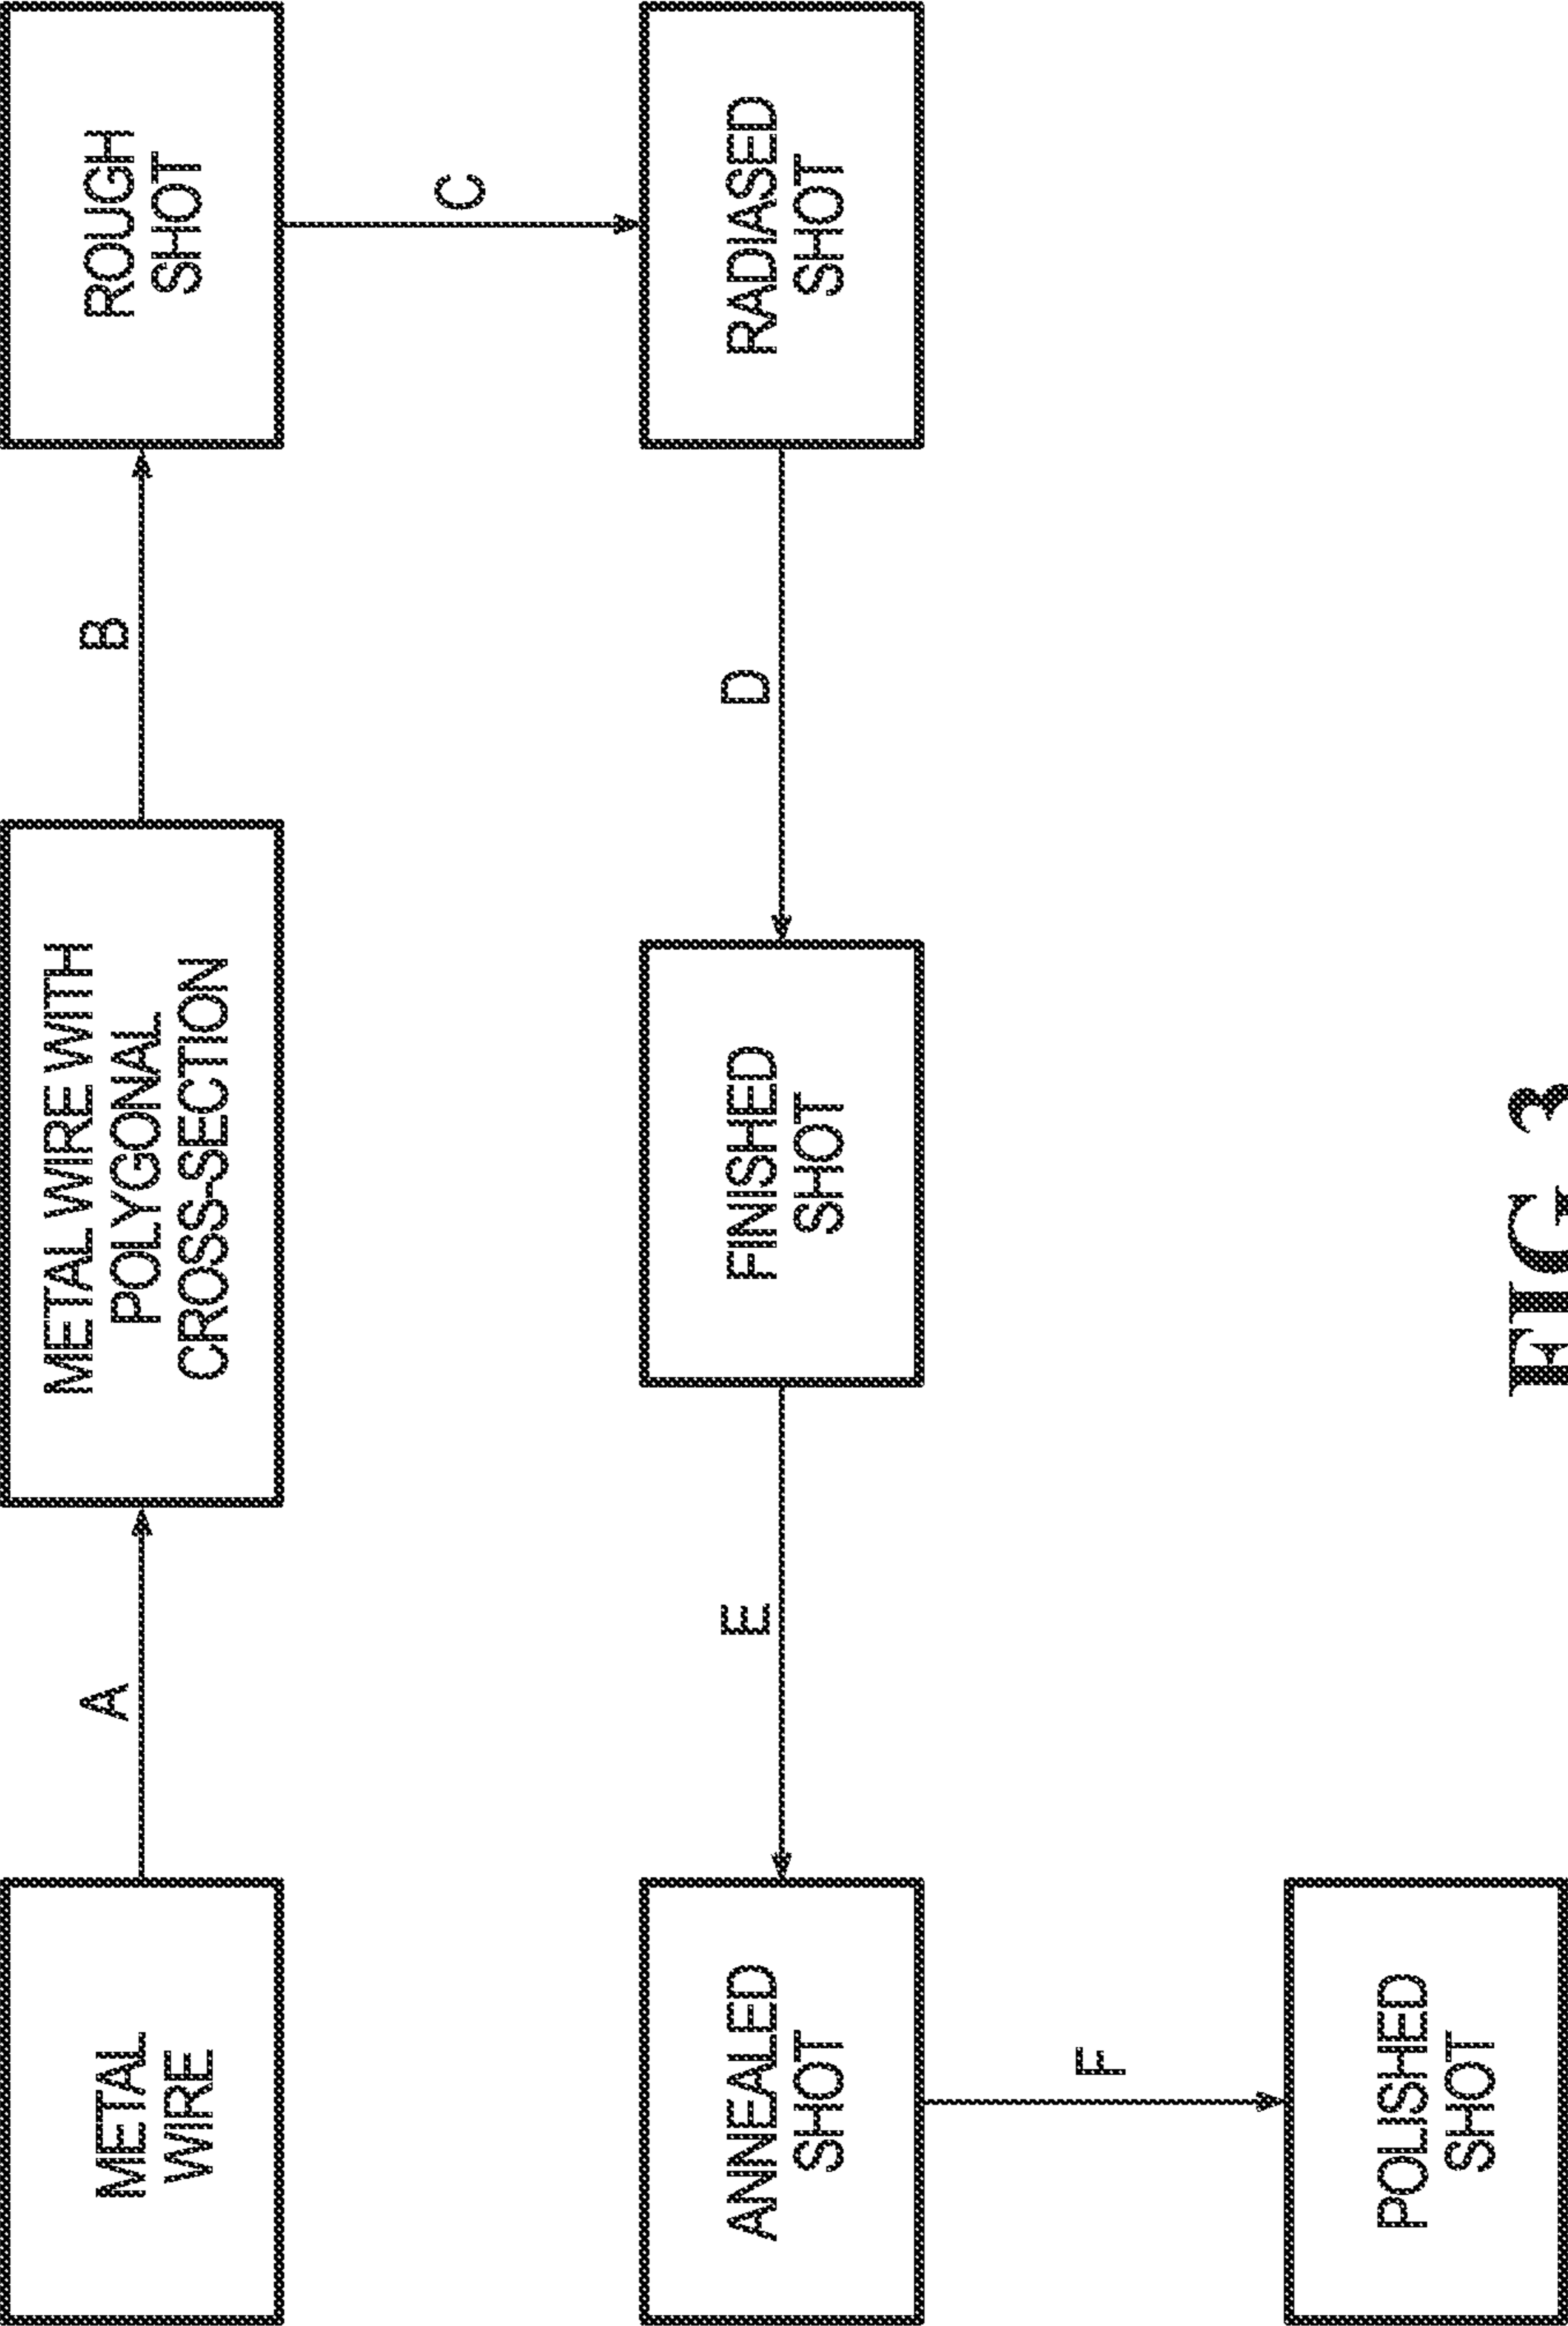 METAL
WIRE
A
METAL WIRE WITH
POLYGONAL
CROSS-SECTION
B
ROUGH
SHOT
C
RADIASED
SHOT
D
FINISHED
SHOT
E
ANNEALED
SHOT
F
POLISHED
SHOT
FIG 3